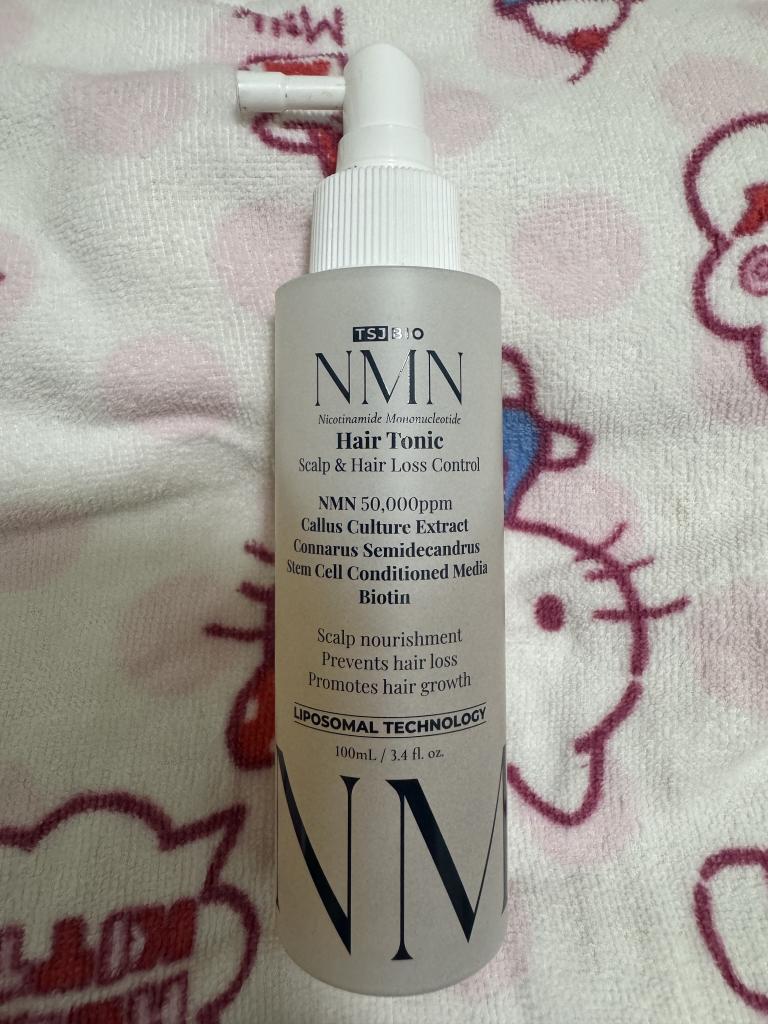 TSJ BIO
NMN
Nicotinamide Mononucleotide
Hair Tonic
Scalp & Hair Loss Control
NMN 50,000ppm
Callus Culture Extract
Connarus Semidecandrus
Stem Cell Conditioned Media
Biotin
Scalp nourishment
Prevents hair loss
Promotes hair growth
LIPOSOMAL TECHNOLOGY
100mL / 3.4 fl. oz.
NM